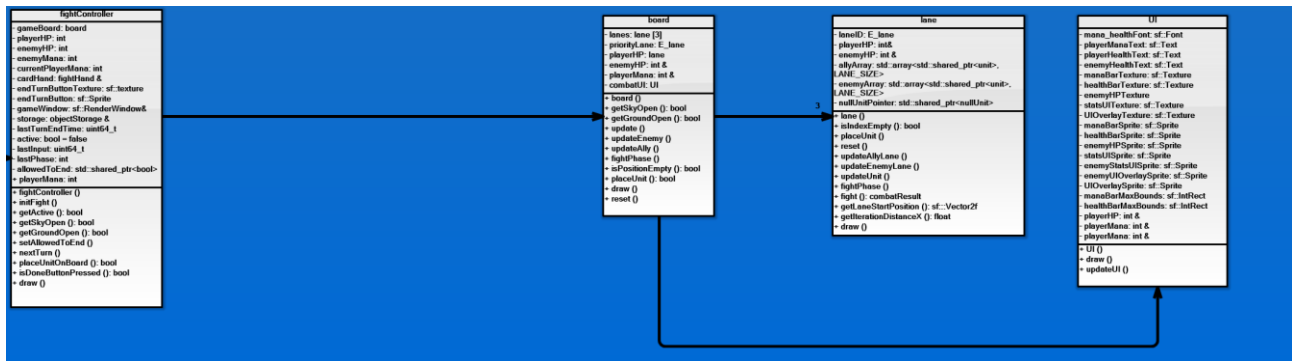 fightController
- gameBoard: board
- playerHP: int
- enemyHP: int
- enemyMana: int
- currentPlayerMana: int
- cardHand: fightHand &
- endTurnButtonTexture: sf::texture
- endTurnButton: sf::Sprite
- gameWindow: sf::RenderWindow&
- storage: objectStorage &
- lastTurnEndTime: uint64_t
- active: bool = false
- lastInput: uint64_t
- lastPhase: int
- allowedToEnd: std::shared_ptr<bool>
+ playerMana: int
+ fightController ()
+ initFight ()
+ getActive (): bool
+ getSkyOpen (): bool
+ getGroundOpen (): bool
+ setAllowedToEnd ()
+ nextTurn ()
+ placeUnitOnBoard ()
+ isDoneButtonPressed (): bool
+ draw ()
board
- lanes: lane [3]
- priorityLane: E_lane
- playerHP: lane
- enemyHP: int &
- playerMana: int &
- combatUI: UI
+ board ()
+ getSkyOpen (): bool
+ getGroundOpen (): bool
+ update ()
+ updateEnemy ()
+ updateAlly ()
+ fightPhase ()
+ isPositionEmpty (): bool
+ placeUnit (): bool
+ draw ()
+ reset ()
3
lane
- laneID: E_lane
- playerHP: int&
- enemyHP: int &
- allyArray: std::array<std::shared_ptr<unit>,
LANE_SIZE>
- enemyArray: std::array<std::shared_ptr<unit>,
LANE_SIZE>
- nullUnitPointer: std::shared_ptr<nullUnit>
+ lane ()
+ isIndexEmpty (): bool
+ placeUnit ()
+ reset ()
+ updateAllyLane ()
+ updateEnemyLane ()
+ updateUnit ()
+ fightPhase ()
+ fight (): combatResult
+ getLaneStartPosition (): sf:::Vector2f
+ getIterationDistanceX (): float
+ draw ()
UI
- mana_healthFont: sf::Font
- playerManaText: sf::Text
- playerHealthText: sf::Text
- enemyHealthText: sf::Text
- manaBarTexture: sf::Texture
- healthBarTexture: sf::Texture
- enemyHPTexture
- statsUITexture: sf::Texture
- UIOverlayTexture: sf::Texture
- manaBarSprite: sf::Sprite
- healthBarSprite: sf::Sprite
- enemyHPSprite: sf::Sprite
- statsUISprite: sf::Sprite
- enemyStatsUISprite: sf::Sprite
- enemyUIOverlaySprite: sf::Sprite
- UIOverlaySprite: sf::Sprite
- manaBarMaxBounds: sf::IntRect
- healthBarMaxBounds: sf::IntRect
- playerHP: int &
- playerMana: int &
- playerMana: int &
+ UI ()
+ draw ()
+ updateUI ()